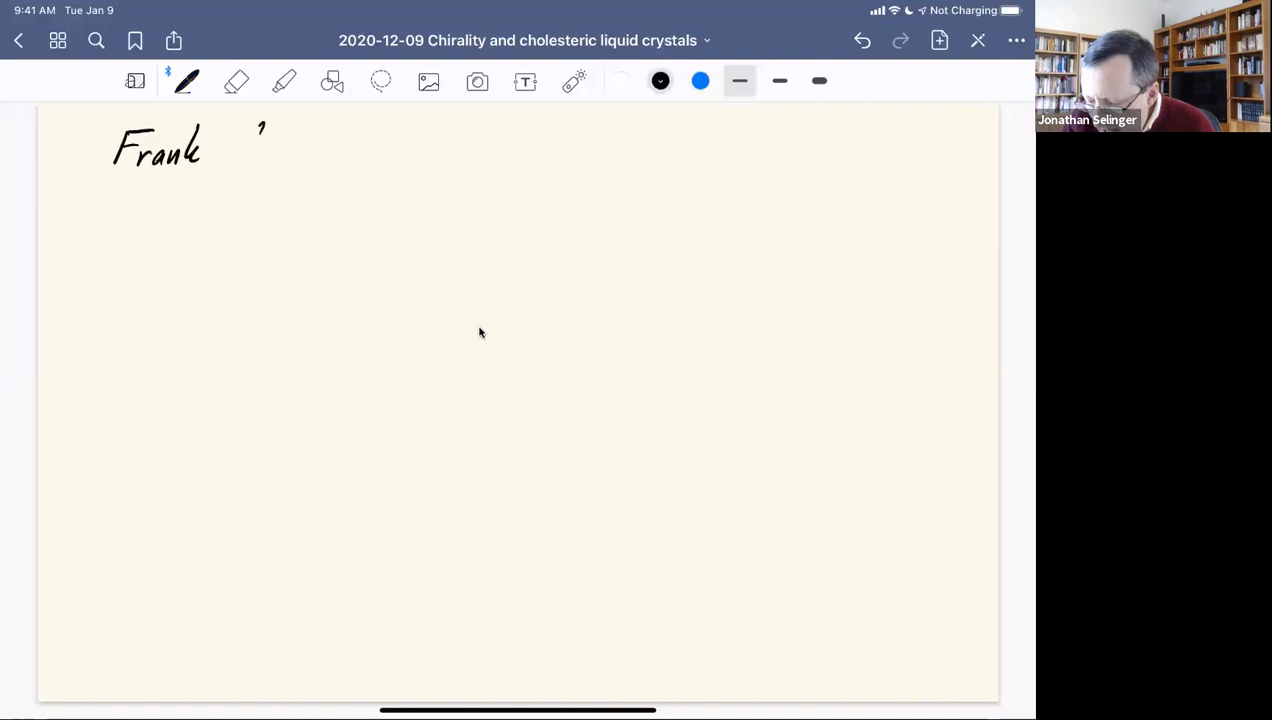 9:41 AM Tue Jan 9 Not Charging
2020-12-09 Chirality and cholesteric liquid crystals
T
Jonathan Selinger
Frank